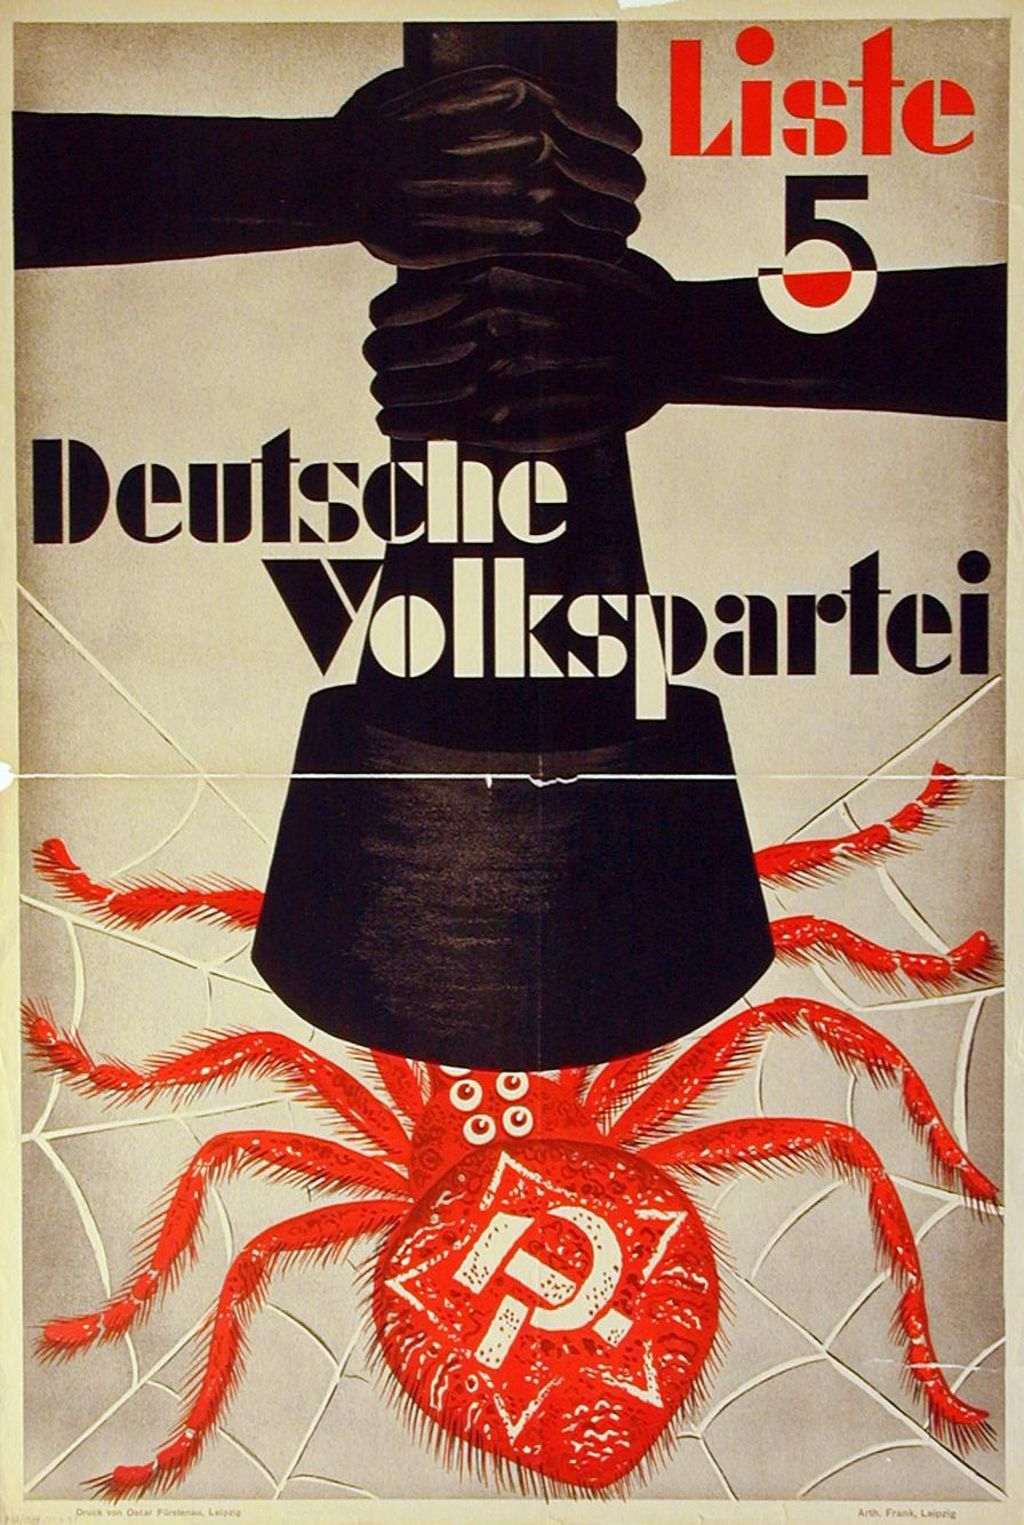 Liste
5
Deutsche
Volkspartei
Druck von Oscar Fürstenau, Leipzig
Arth. Frank, Leipzig